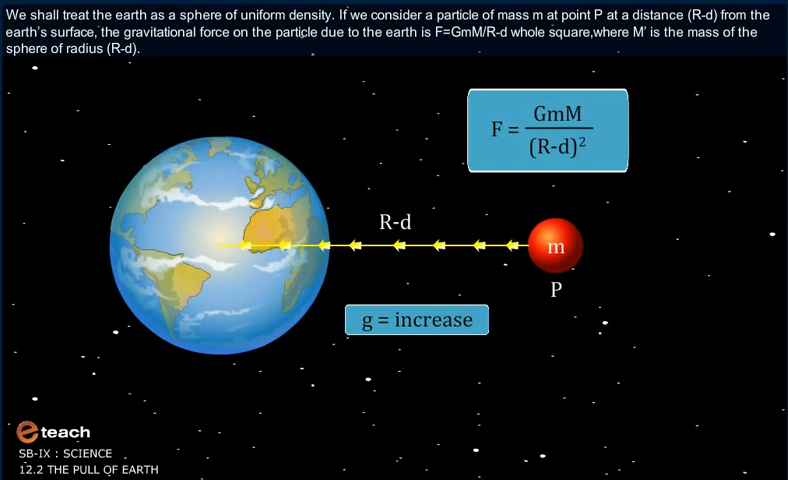 We shall treat the earth as a sphere of uniform density. If we consider a particle of mass m at point P at a distance (R-d) from the
earth's surface, the gravitational force on the particle due to the earth is F=GmM/R-d whole square,where M' is the mass of the
sphere of radius (R-d).
F = GmM
(R-d)²
R-d
m
P
g = increase
e teach
SB-IX : SCIENCE
12.2 THE PULL OF EARTH